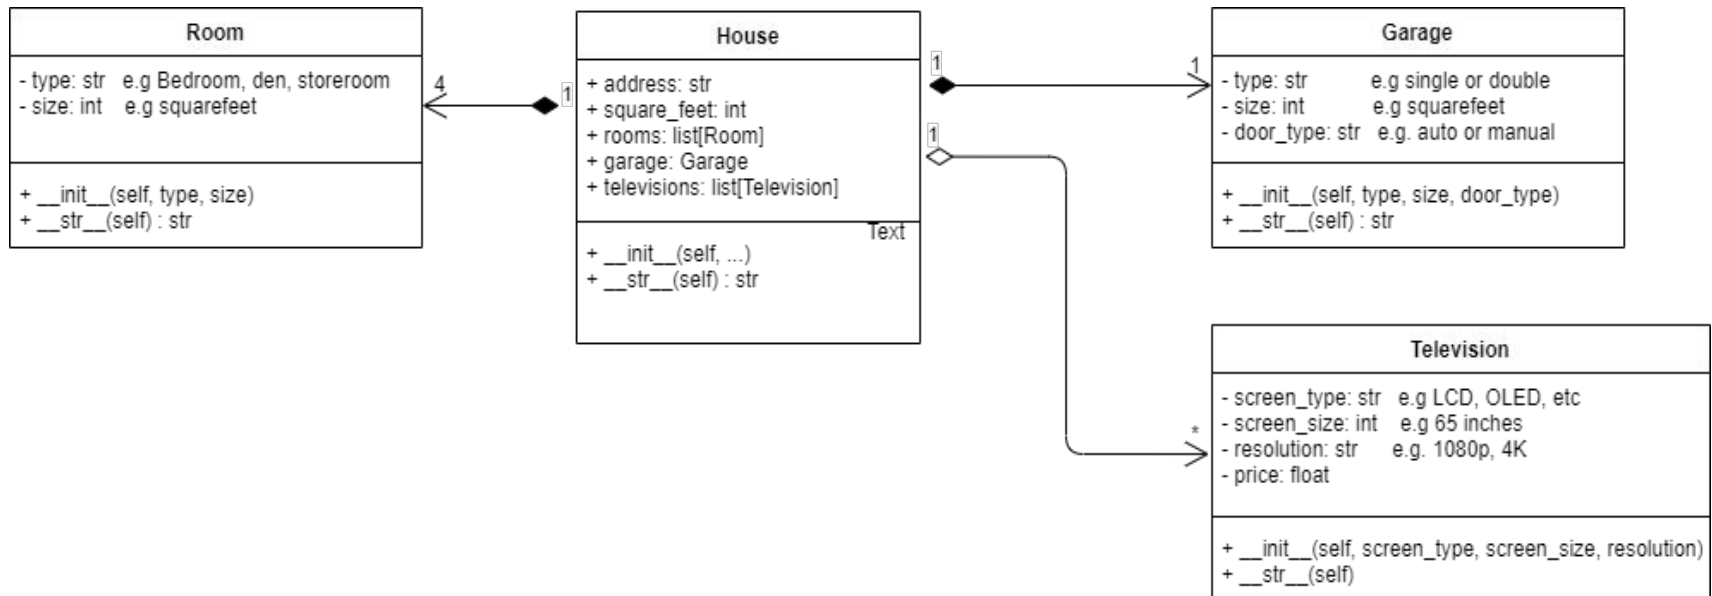 Room
- type: str   e.g Bedroom, den, storeroom
- size: int    e.g squarefeet
+ __init__(self, type, size)
+ __str__(self) : str
4
1
House
+ address: str
+ square_feet: int
+ rooms: list[Room]
+ garage: Garage
+ televisions: list[Television]
Text
+ __init__(self, ...)
+ __str__(self) : str
1
1
1
*
Garage
- type: str           e.g single or double
- size: int            e.g squarefeet
- door_type: str   e.g. auto or manual
+ __init__(self, type, size, door_type)
+ __str__(self) : str
Television
- screen_type: str   e.g LCD, OLED, etc
- screen_size: int    e.g 65 inches
- resolution: str      e.g. 1080p, 4K
- price: float
+ __init__(self, screen_type, screen_size, resolution)
+ __str__(self)